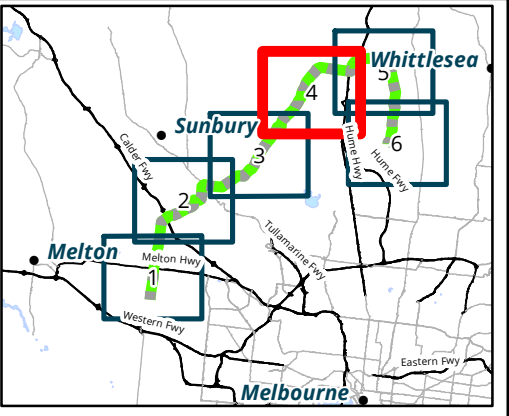 Whittlesea
5
4
Sunbury
Calder Fwy
Hume Hwy
6
3
Hume Fwy
2
Tullamarine Fwy
Melton
Melton Hwy
1
Western Fwy
Eastern Fwy
Melbourne